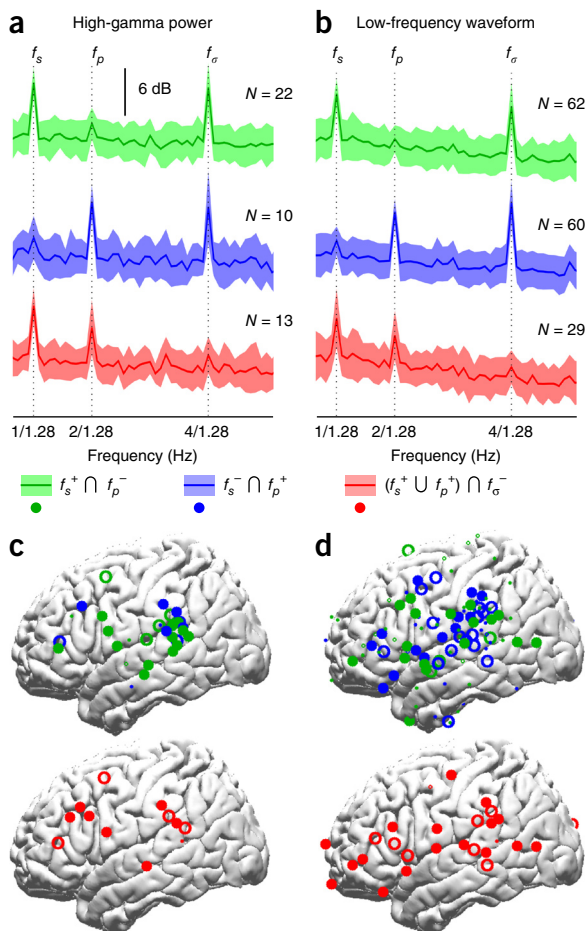 a High-gamma power
b Low-frequency waveform
fs fp fσ
fs fp fσ
6 dB
N = 22
N = 62
N = 10
N = 60
N = 13
N = 29
1/1.28 2/1.28 4/1.28
1/1.28 2/1.28 4/1.28
Frequency (Hz)
Frequency (Hz)
fs+ ∩ fp−
fs− ∩ fp+
(fs+ ∪ fp+) ∩ fσ−
c
d